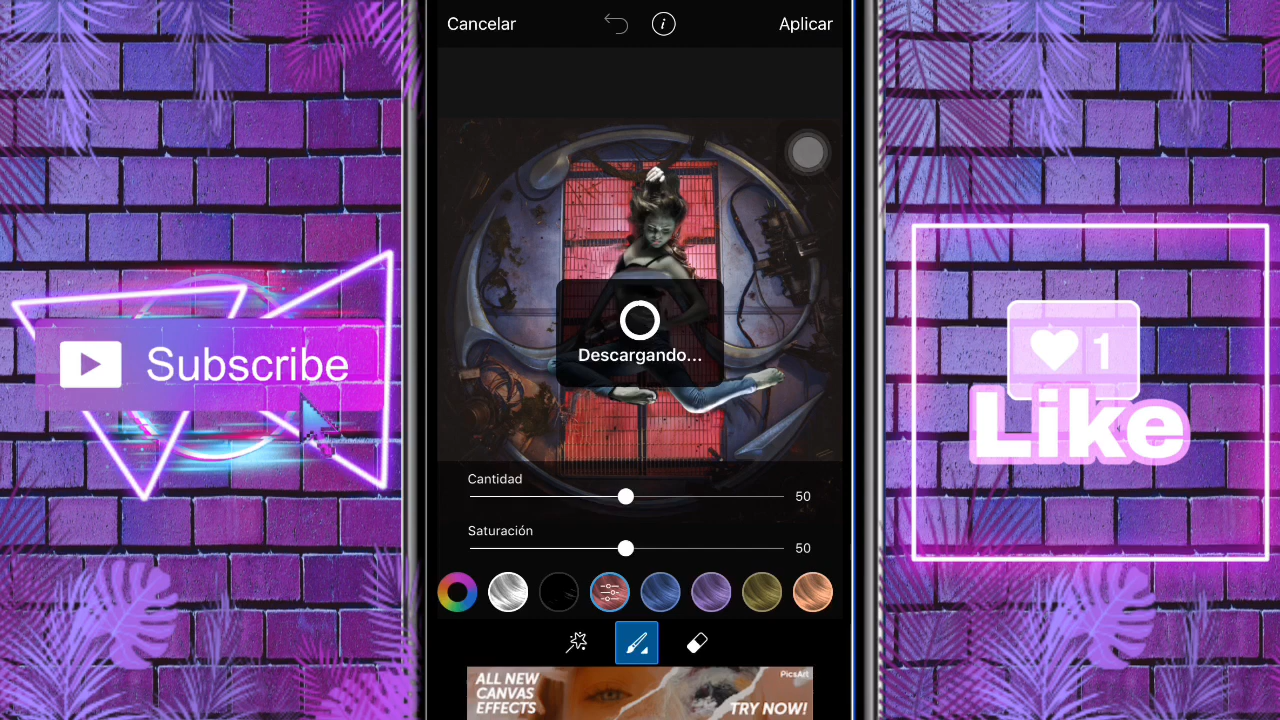 Cancelar
Aplicar
Subscribe
1
Like
Descargando...
Cantidad
50
Saturación
50
ALL NEW
CANVAS
EFFECTS
PicsArt
TRY NOW!